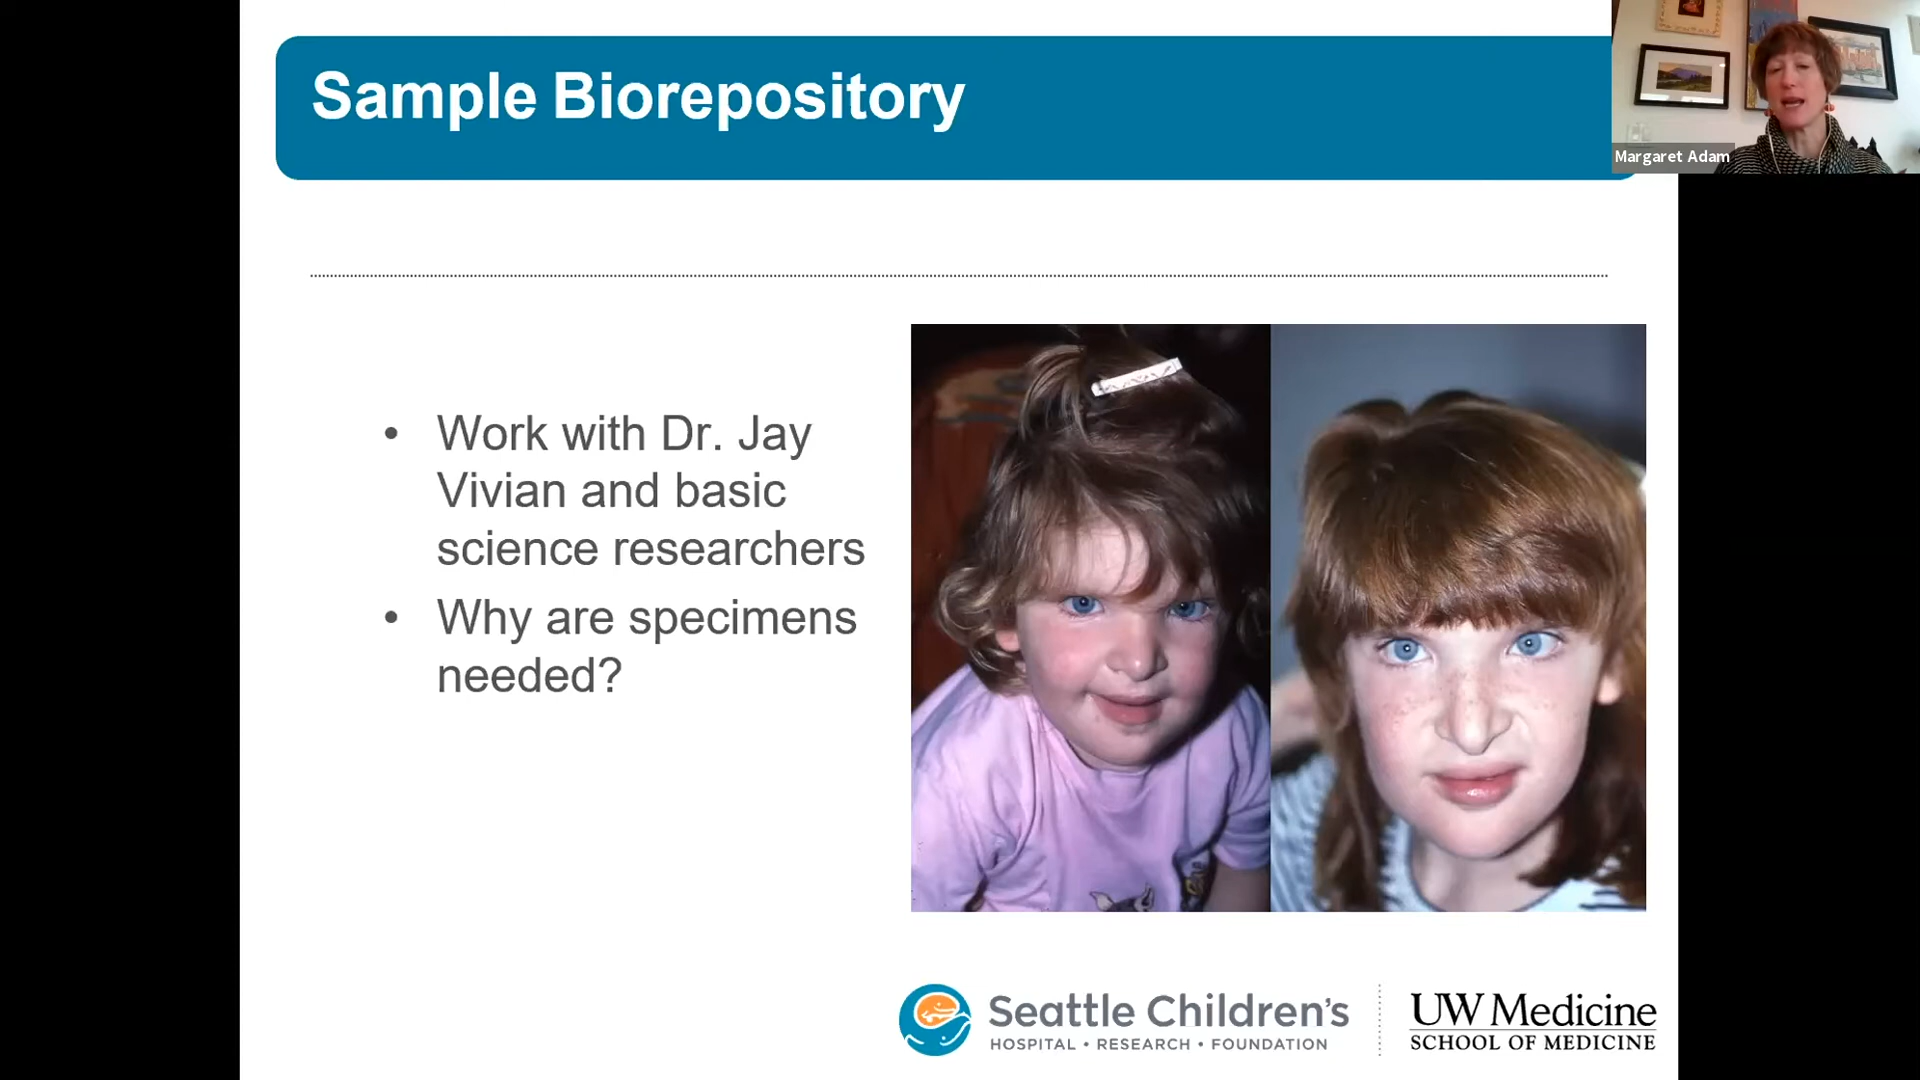 Sample Biorepository
Margaret Adam
• Work with Dr. Jay
Vivian and basic
science researchers
• Why are specimens
needed?
Seattle Children's
HOSPITAL • RESEARCH • FOUNDATION
UW Medicine
SCHOOL OF MEDICINE